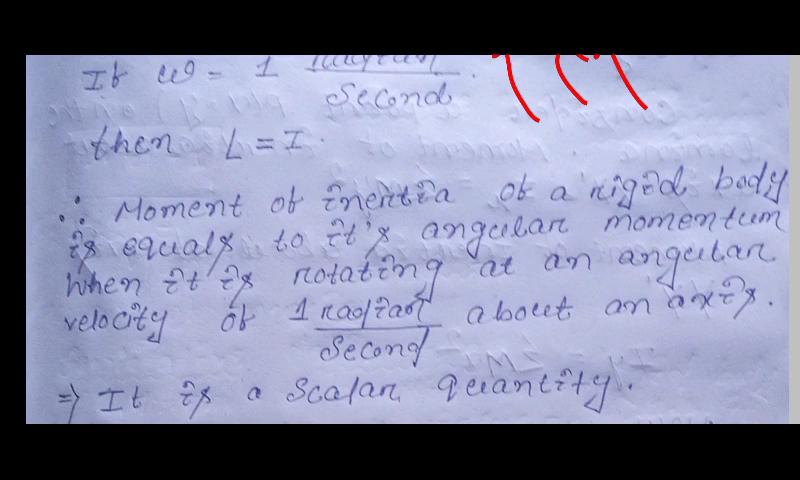 If ω = 1 radian
second.
then L = I.
∴ Moment of inertia of a rigid body
is equals to it's angular momentum
when it is rotating at an angular
velocity of 1 radian about an axis.
second
⇒ It is a scalar quantity.